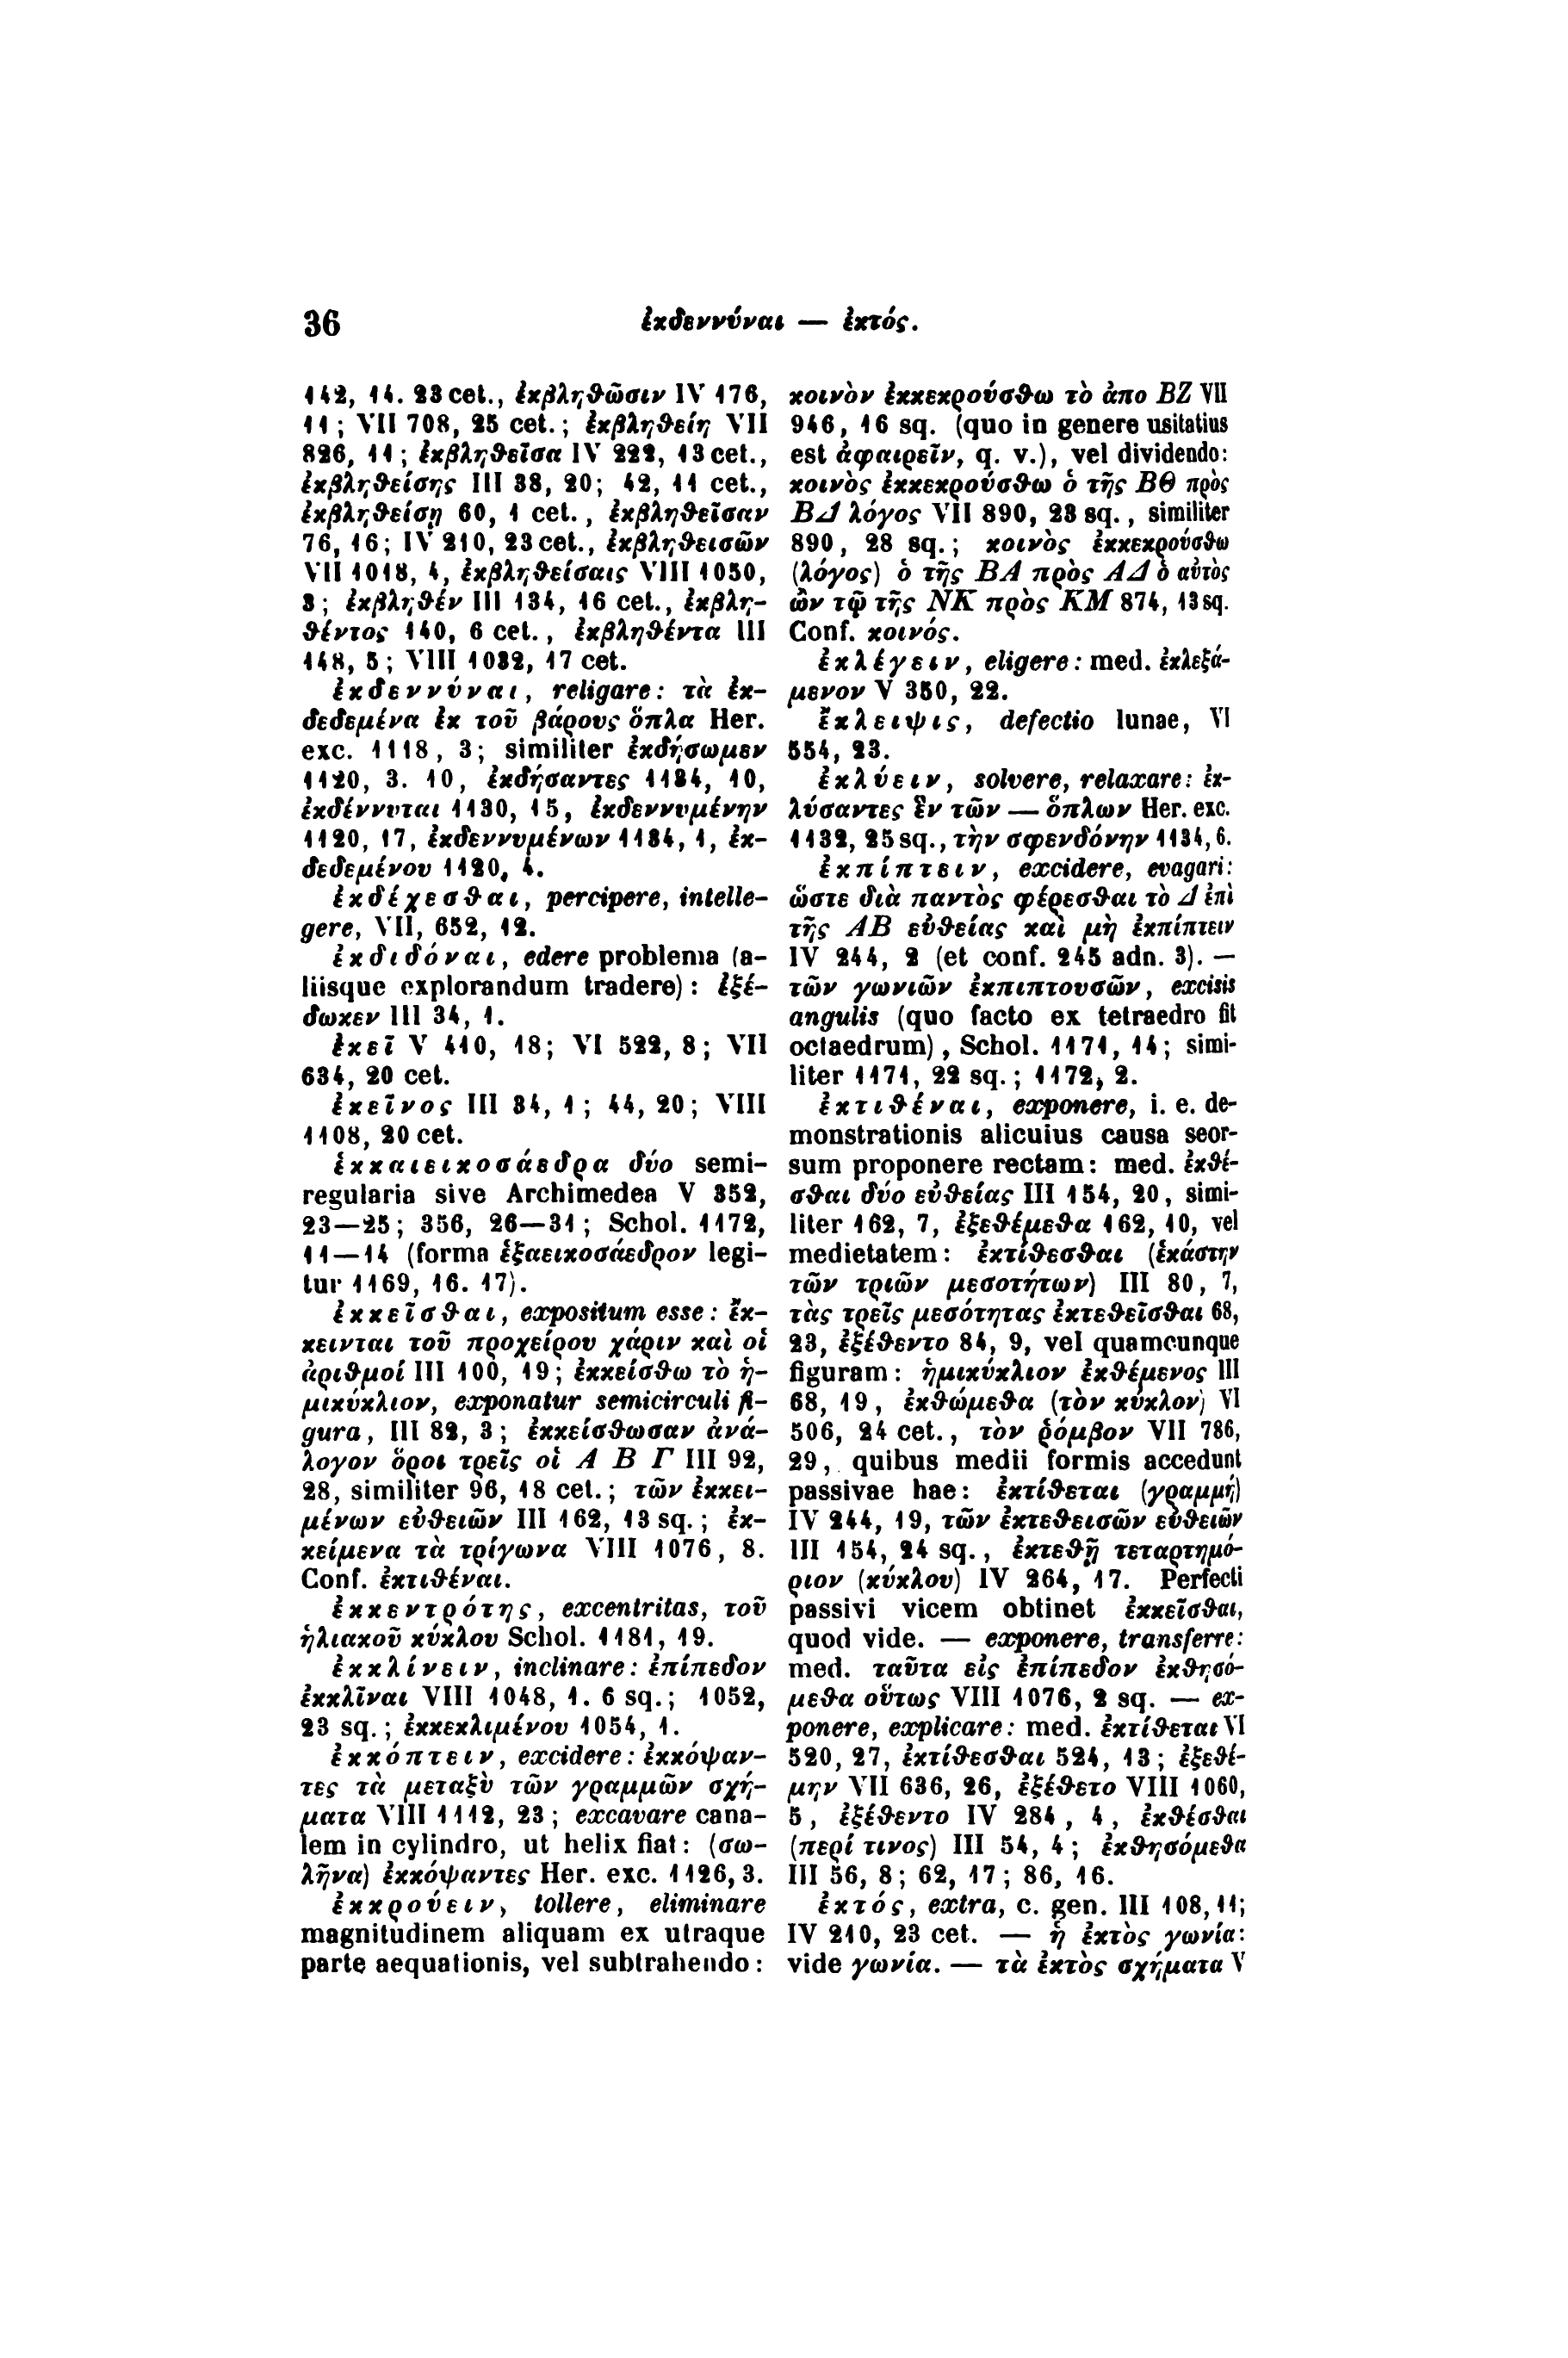 36
ἐκδεννύναι — ἐκτός.
142, 14. 23 cet., ἐκβληθῶσιν IV 176,
11; VII 708, 25 cet.; ἐκβληθείη VII
826, 11; ἐκβληθεῖσα IV 222, 13 cet.,
ἐκβληθείσης III 38, 20; 42, 11 cet.,
ἐκβληθείσῃ 60, 1 cet., ἐκβληθεῖσαν
76, 16; IV 210, 23 cet., ἐκβληθεισῶν
VII 1018, 4, ἐκβληθείσαις VIII 1050,
3; ἐκβληθέν III 134, 16 cet., ἐκβλη-
θέντος 140, 6 cet., ἐκβληθέντα III
148, 5; VIII 1032, 17 cet.
ἐκδεννύναι, religare: τὰ ἐκ-
δεδεμένα ἐκ τοῦ βάρους ὅπλα Her.
exc. 1118, 3; similiter ἐκδήσωμεν
1120, 3. 10, ἐκδήσαντες 1184, 10,
ἐκδέννυται 1130, 15, ἐκδεννυμένην
1120, 17, ἐκδεννυμένων 1184, 1, ἐκ-
δεδεμένου 1120, 4.
ἐκδέχεσθαι, percipere, intelle-
gere, VII, 652, 12.
ἐκδιδόναι, edere problema (a-
liisque explorandum tradere): ἐξέ-
δωκεν III 34, 1.
ἐκεῖ V 410, 18; VI 522, 8; VII
634, 20 cet.
ἐκεῖνος III 34, 1; 44, 20; VIII
1108, 20 cet.
ἑκκαιεικοσάεδρα δύο semi-
regularia sive Archimedea V 352,
23—25; 356, 26—31; Schol. 1172,
11—14 (forma ἑξαεικοσάεδρον legi-
tur 1169, 16. 17).
ἐκκεῖσθαι, expositum esse: ἔκ-
κεινται τοῦ προχείρου χάριν καὶ οἱ
ἀριθμοί III 100, 19; ἐκκείσθω τὸ ἡ-
μικύκλιον, exponatur semicirculi fi-
gura, III 82, 3; ἐκκείσθωσαν ἀνά-
λογον ὅροι τρεῖς οἱ Α Β Γ III 92,
28, similiter 96, 18 cet.; τῶν ἐκκει-
μένων εὐθειῶν III 162, 13 sq.; ἐκ-
κείμενα τὰ τρίγωνα VIII 1076, 8.
Conf. ἐκτιθέναι.
ἐκκεντρότης, excentritas, τοῦ
ἡλιακοῦ κύκλου Schol. 1181, 19.
ἐκκλίνειν, inclinare: ἐπίπεδον
ἐκκλῖναι VIII 1048, 1. 6 sq.; 1052,
23 sq.; ἐκκεκλιμένου 1054, 1.
ἐκκόπτειν, excidere: ἐκκόψαν-
τες τὰ μεταξὺ τῶν γραμμῶν σχή-
ματα VIII 1112, 23; excavare cana-
lem in cylindro, ut helix fiat: (σω-
λῆνα) ἐκκόψαντες Her. exc. 1126, 3.
ἐκκρούειν, tollere, eliminare
magnitudinem aliquam ex utraque
parte aequationis, vel subtrahendo:
κοινὸν ἐκκεκρούσθω τὸ ἀπο ΒΖ VII
946, 16 sq. (quo in genere usitatius
est ἀφαιρεῖν, q. v.), vel dividendo:
κοινὸς ἐκκεκρούσθω ὁ τῆς ΒΘ πρὸς
ΒΔ λόγος VII 890, 23 sq., similiter
890, 28 sq.; κοινὸς ἐκκεκρούσθω
(λόγος) ὁ τῆς ΒΑ πρὸς ΑΔ ὁ αὐτὸς
ὢν τῷ τῆς ΝΚ πρὸς ΚΜ 874, 13 sq.
Conf. κοινός.
ἐκλέγειν, eligere: med. ἐκλεξά-
μενον V 350, 22.
ἔκλειψις, defectio lunae, VI
554, 23.
ἐκλύειν, solvere, relaxare: ἐκ-
λύσαντες ἓν τῶν — ὅπλων Her. exc.
1132, 25 sq., τὴν σφενδόνην 1134, 6.
ἐκπίπτειν, excidere, evagari:
ὥστε διὰ παντὸς φέρεσθαι τὸ Δ ἐπὶ
τῆς ΑΒ εὐθείας καὶ μὴ ἐκπίπτειν
IV 244, 2 (et conf. 245 adn. 3). —
τῶν γωνιῶν ἐκπιπτουσῶν, excisis
angulis (quo facto ex tetraedro fit
octaedrum), Schol. 1171, 14; simi-
liter 1171, 22 sq.; 1172, 2.
ἐκτιθέναι, exponere, i. e. de-
monstrationis alicuius causa seor-
sum proponere rectam: med. ἐκθέ-
σθαι δύο εὐθείας III 154, 20, simi-
liter 162, 7, ἐξεθέμεθα 162, 10, vel
medietatem: ἐκτίθεσθαι (ἑκάστην
τῶν τριῶν μεσοτήτων) III 80, 7,
τὰς τρεῖς μεσότητας ἐκτεθεῖσθαι 68,
23, ἐξέθεντο 84, 9, vel quamcunque
figuram: ἡμικύκλιον ἐκθέμενος III
68, 19, ἐκθώμεθα (τὸν κύκλον) VI
506, 24 cet., τὸν ῥόμβον VII 786,
29, quibus medii formis accedunt
passivae hae: ἐκτίθεται (γραμμή)
IV 244, 19, τῶν ἐκτεθεισῶν εὐθειῶν
III 154, 24 sq., ἐκτεθῇ τεταρτημό-
ριον (κύκλου) IV 264, 17. Perfecti
passivi vicem obtinet ἐκκεῖσθαι,
quod vide. — exponere, transferre:
med. ταῦτα εἰς ἐπίπεδον ἐκθησό-
μεθα οὕτως VIII 1076, 2 sq. — ex-
ponere, explicare: med. ἐκτίθεται VI
520, 27, ἐκτίθεσθαι 524, 13; ἐξεθέ-
μην VII 636, 26, ἐξέθετο VIII 1060,
5, ἐξέθεντο IV 284, 4, ἐκθέσθαι
(περί τινος) III 54, 4; ἐκθησόμεθα
III 56, 8; 62, 17; 86, 16.
ἐκτός, extra, c. gen. III 108, 11;
IV 210, 23 cet. — ἡ ἐκτὸς γωνία:
vide γωνία. — τὰ ἐκτὸς σχήματα V